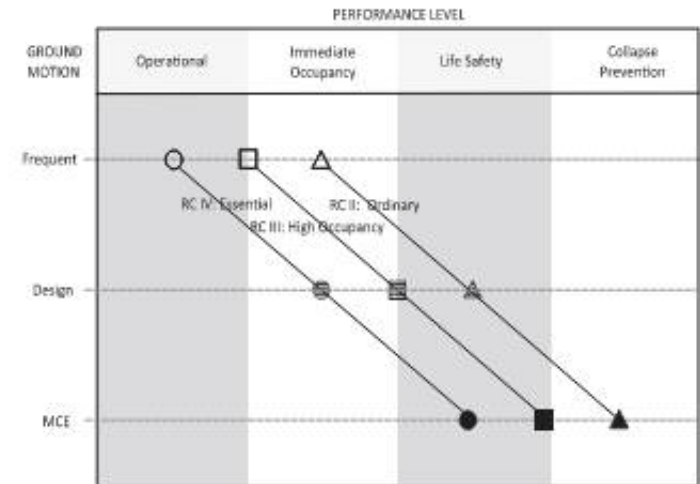 PERFORMANCE LEVEL
GROUND
MOTION
Operational
Immediate
Occupancy
Life Safety
Collapse
Prevention
Frequent
RC IV: Essential
RC II: Ordinary
RC III: High Occupancy
Design
MCE